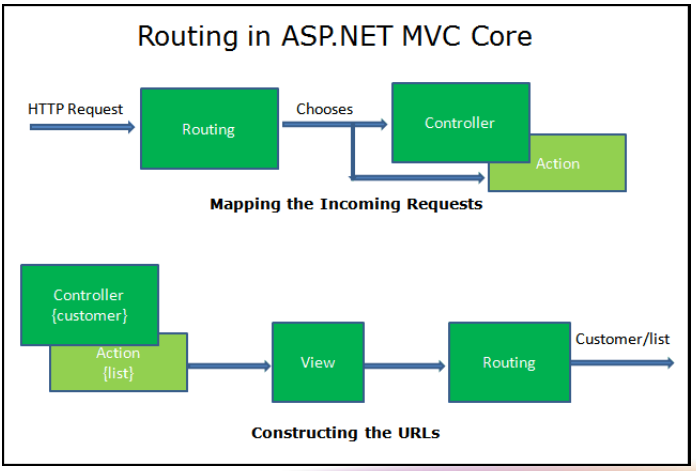 Routing in ASP.NET MVC Core
HTTP Request
Routing
Chooses
Controller
Action
Mapping the Incoming Requests
Controller
{customer}
Action
{list}
View
Routing
Customer/list
Constructing the URLs